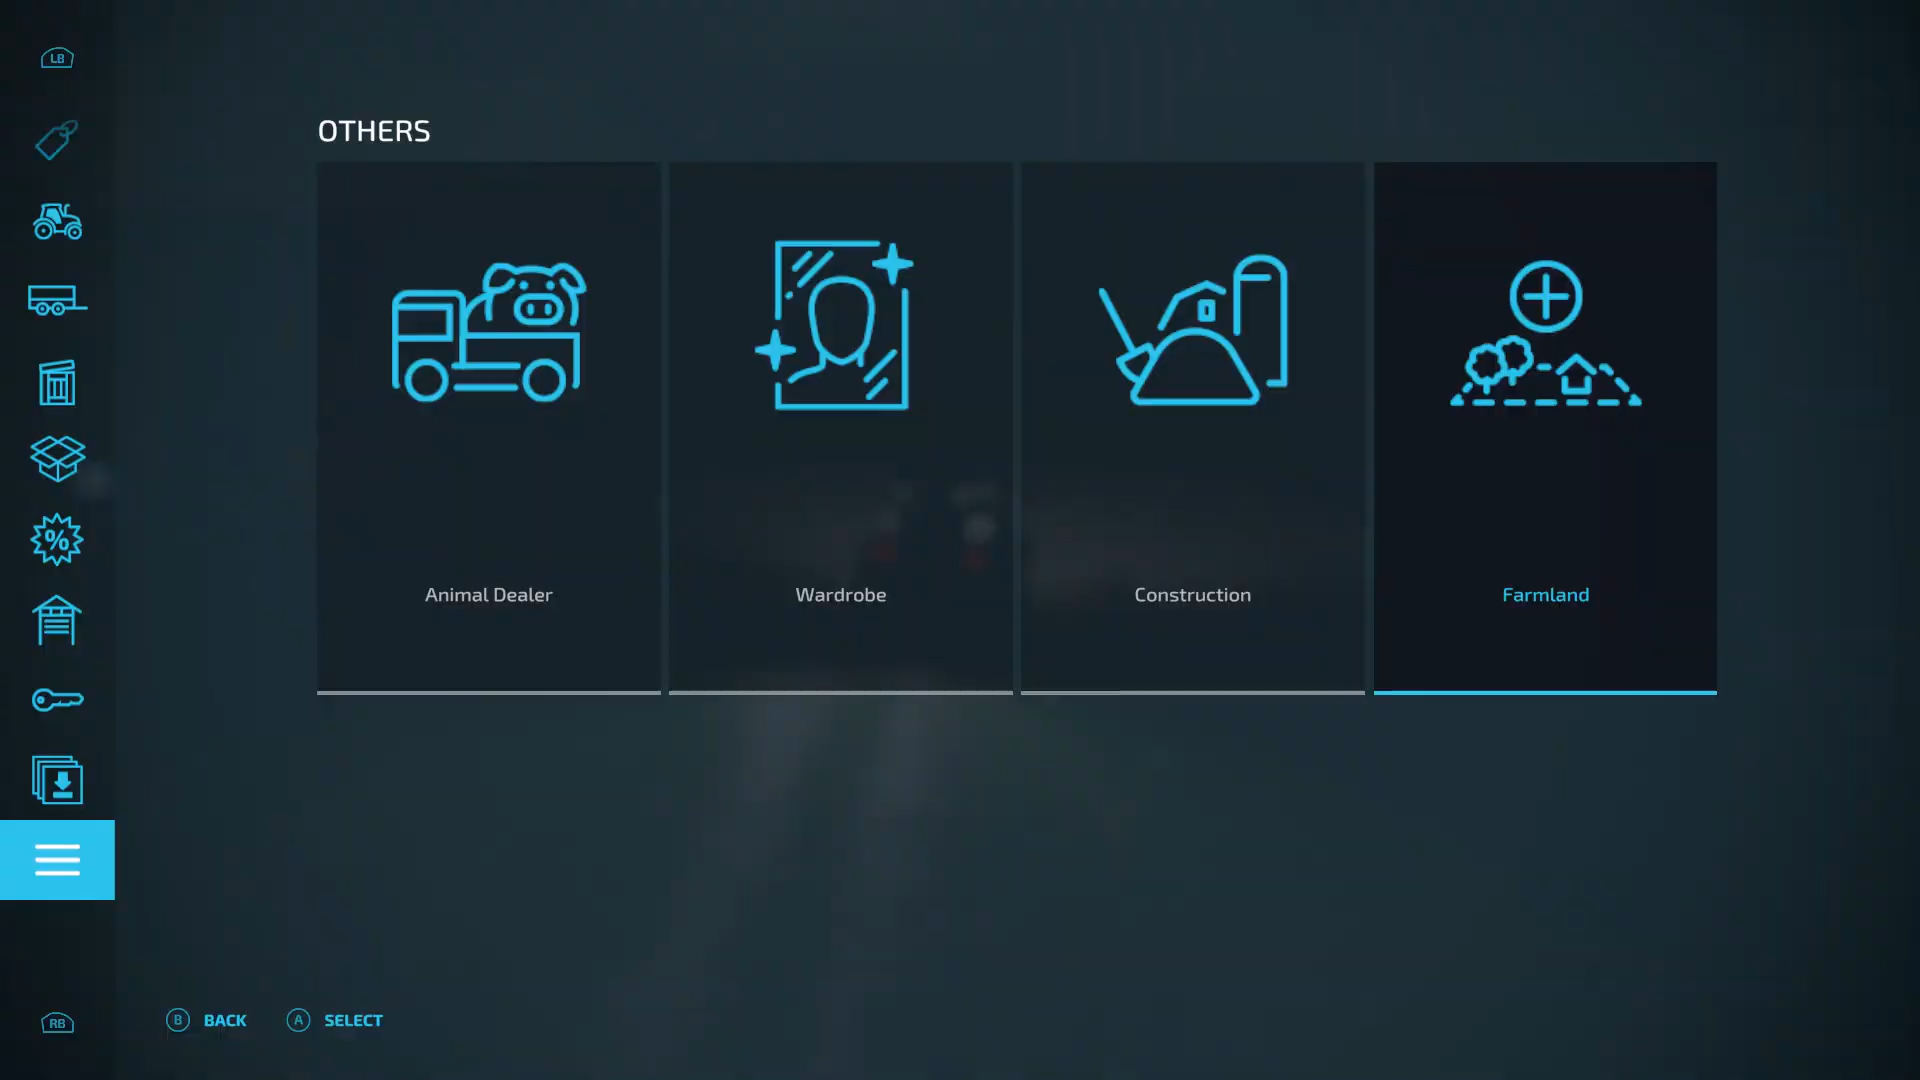 LB
OTHERS
%
Animal Dealer
Wardrobe
Construction
Farmland
RB
B BACK
A SELECT